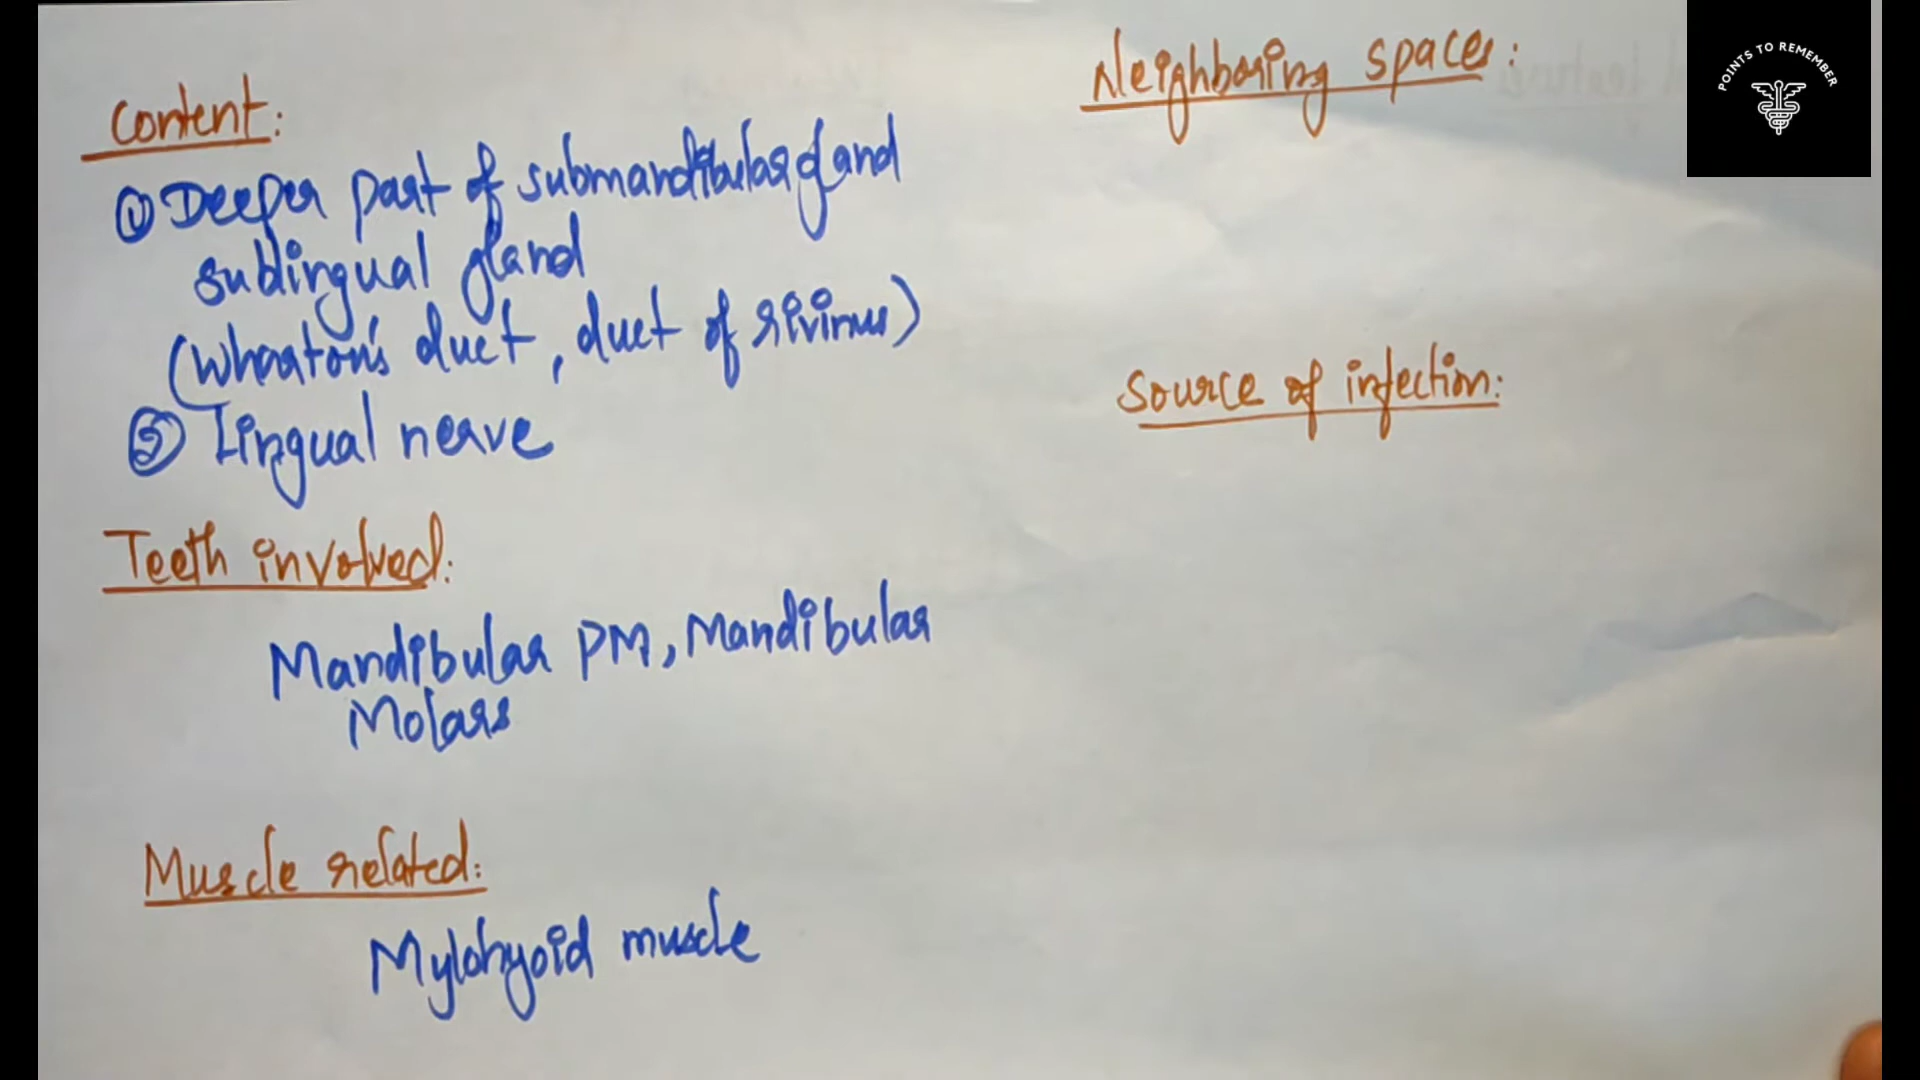 Content:
① Deeper part of submandibular gland
sublingual gland
(Wharton's duct, duct of rivinus)
Lingual nerve
Teeth involved:
Mandibular PM, Mandibular
Molars
Muscle related:
Mylohyoid muscle
Neighboring space:
Source of infection:
POINTS TO REMEMBER